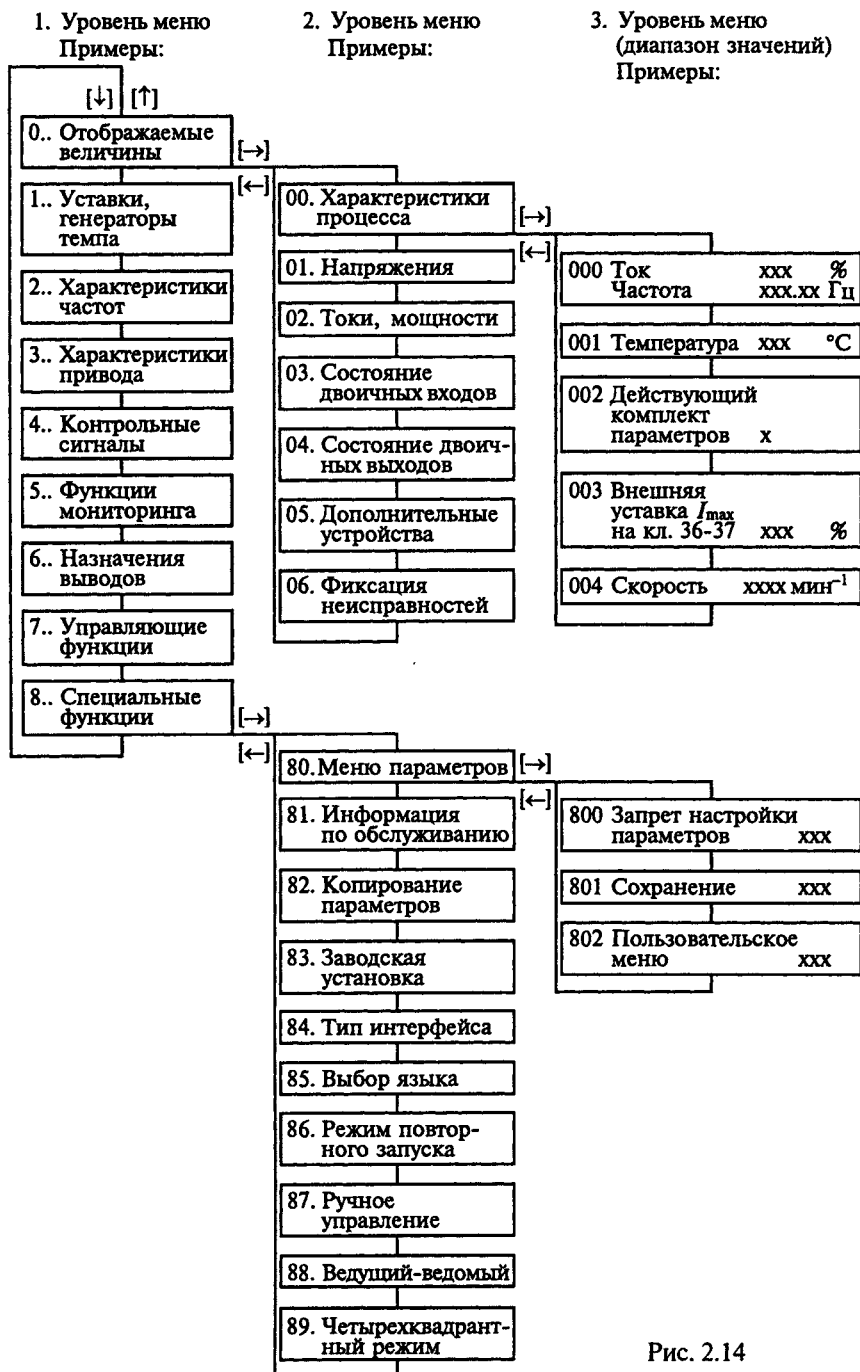 1. Уровень меню
Примеры:
2. Уровень меню
Примеры:
3. Уровень меню
(диапазон значений)
Примеры:
[↓] [↑]
0.. Отображаемые
величины
[→]
[←]
1.. Уставки,
генераторы
темпа
2.. Характеристики
частот
3.. Характеристики
привода
4.. Контрольные
сигналы
5.. Функции
мониторинга
6.. Назначения
выводов
7.. Управляющие
функции
8.. Специальные
функции
[→]
[←]
00. Характеристики
процесса
[→]
[←]
01. Напряжения
02. Токи, мощности
03. Состояние
двоичных входов
04. Состояние двоич-
ных выходов
05. Дополнительные
устройства
06. Фиксация
неисправностей
000 Ток xxx %
Частота xxx.xx Гц
001 Температура xxx °C
002 Действующий
комплект
параметров x
003 Внешняя
уставка Imax
на кл. 36-37 xxx %
004 Скорость xxxx мин⁻¹
80. Меню параметров
[→]
[←]
81. Информация
по обслуживанию
82. Копирование
параметров
83. Заводская
установка
84. Тип интерфейса
85. Выбор языка
86. Режим повтор-
ного запуска
87. Ручное
управление
88. Ведущий-ведомый
89. Четырехквадрант-
ный режим
800 Запрет настройки
параметров xxx
801 Сохранение xxx
802 Пользовательское
меню xxx
Рис. 2.14